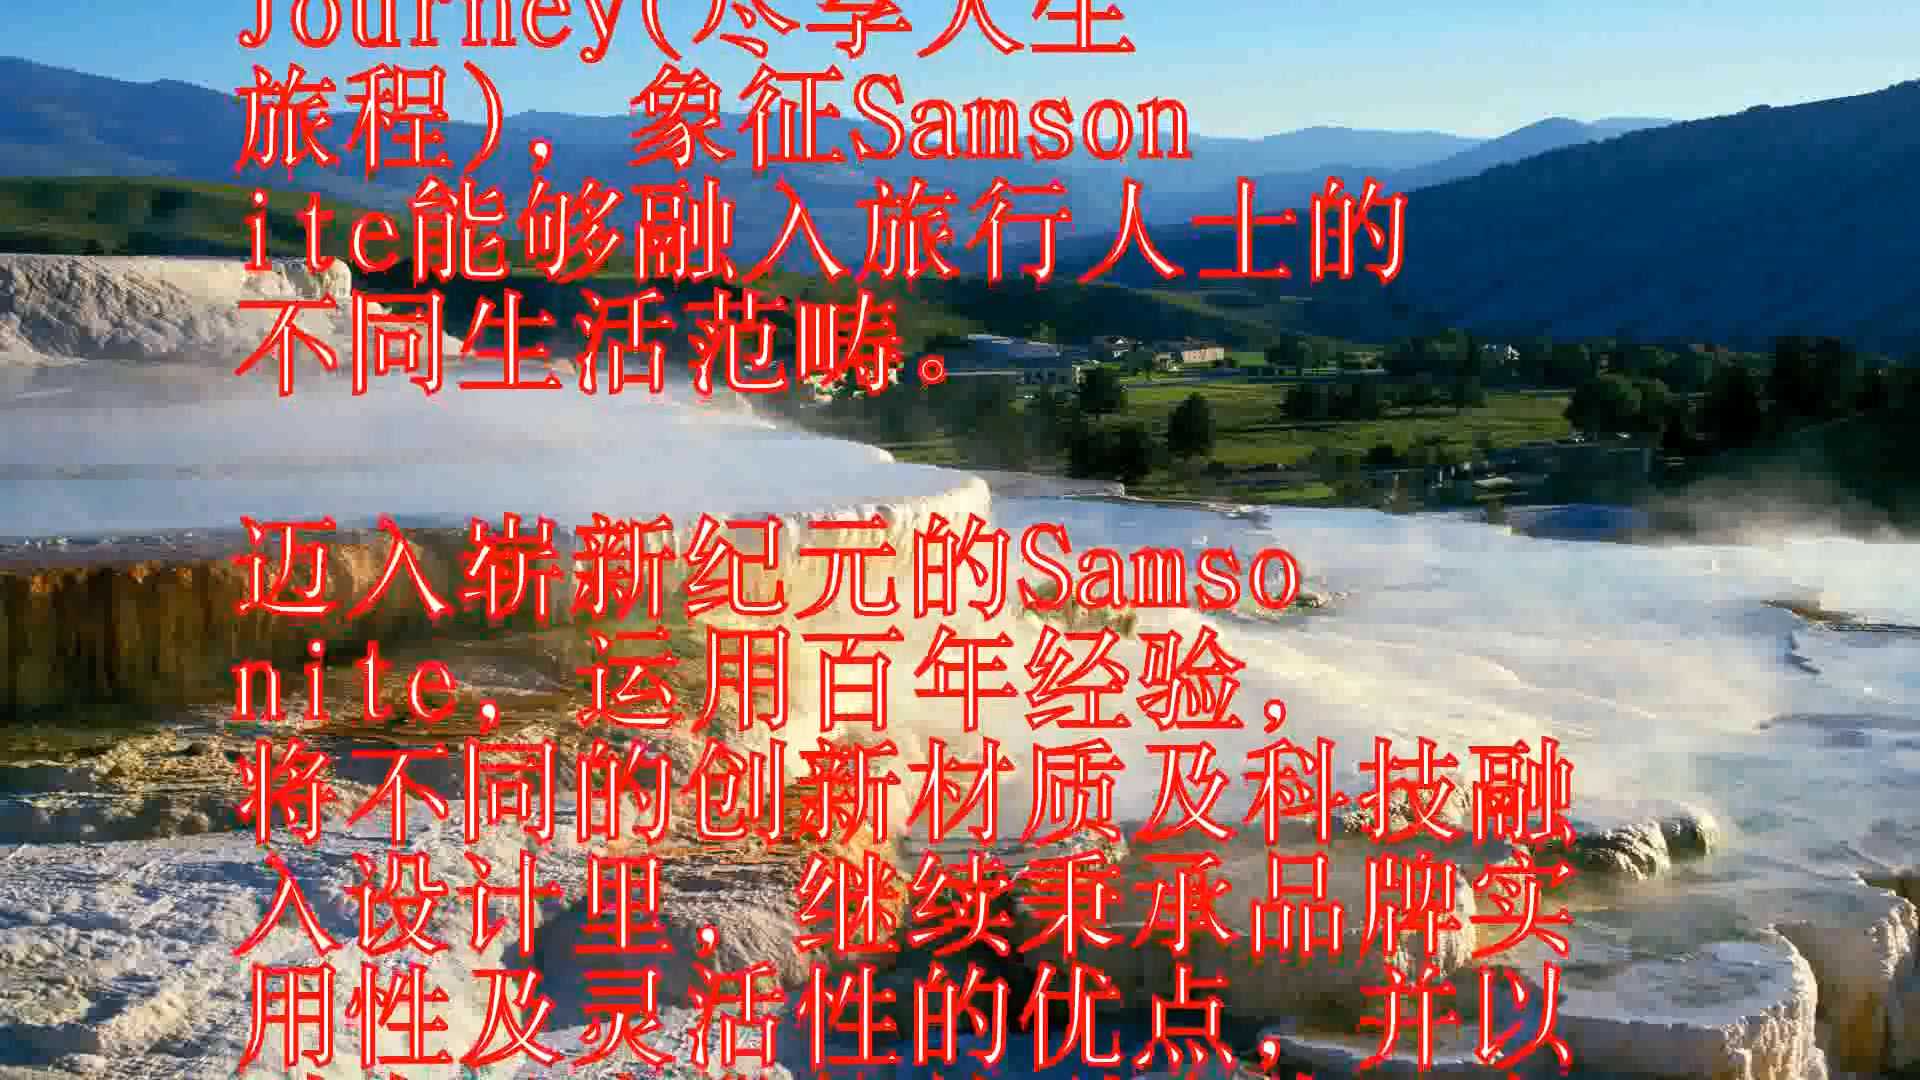 Journey(尽享人生
旅程)，象征Samson
ite能够融入旅行人士的
不同生活范畴。
迈入崭新纪元的Samso
nite，运用百年经验，
将不同的创新材质及科技融
入设计里，继续秉承品牌实
用性及灵活性的优点，并以